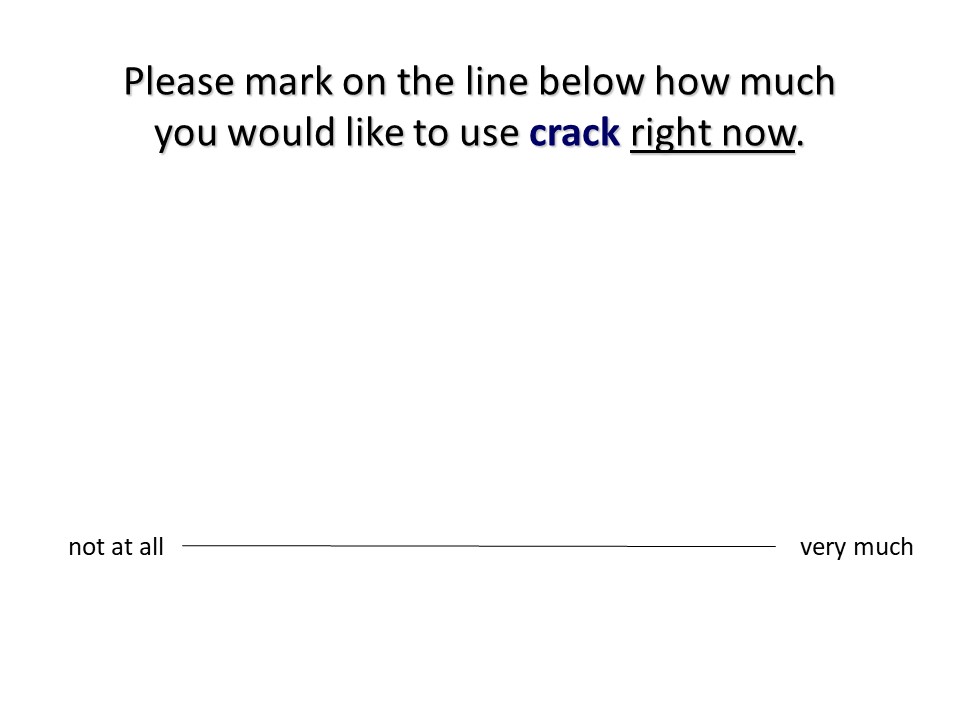 Please mark on the line below how much
you would like to use crack right now.
not at all
very much